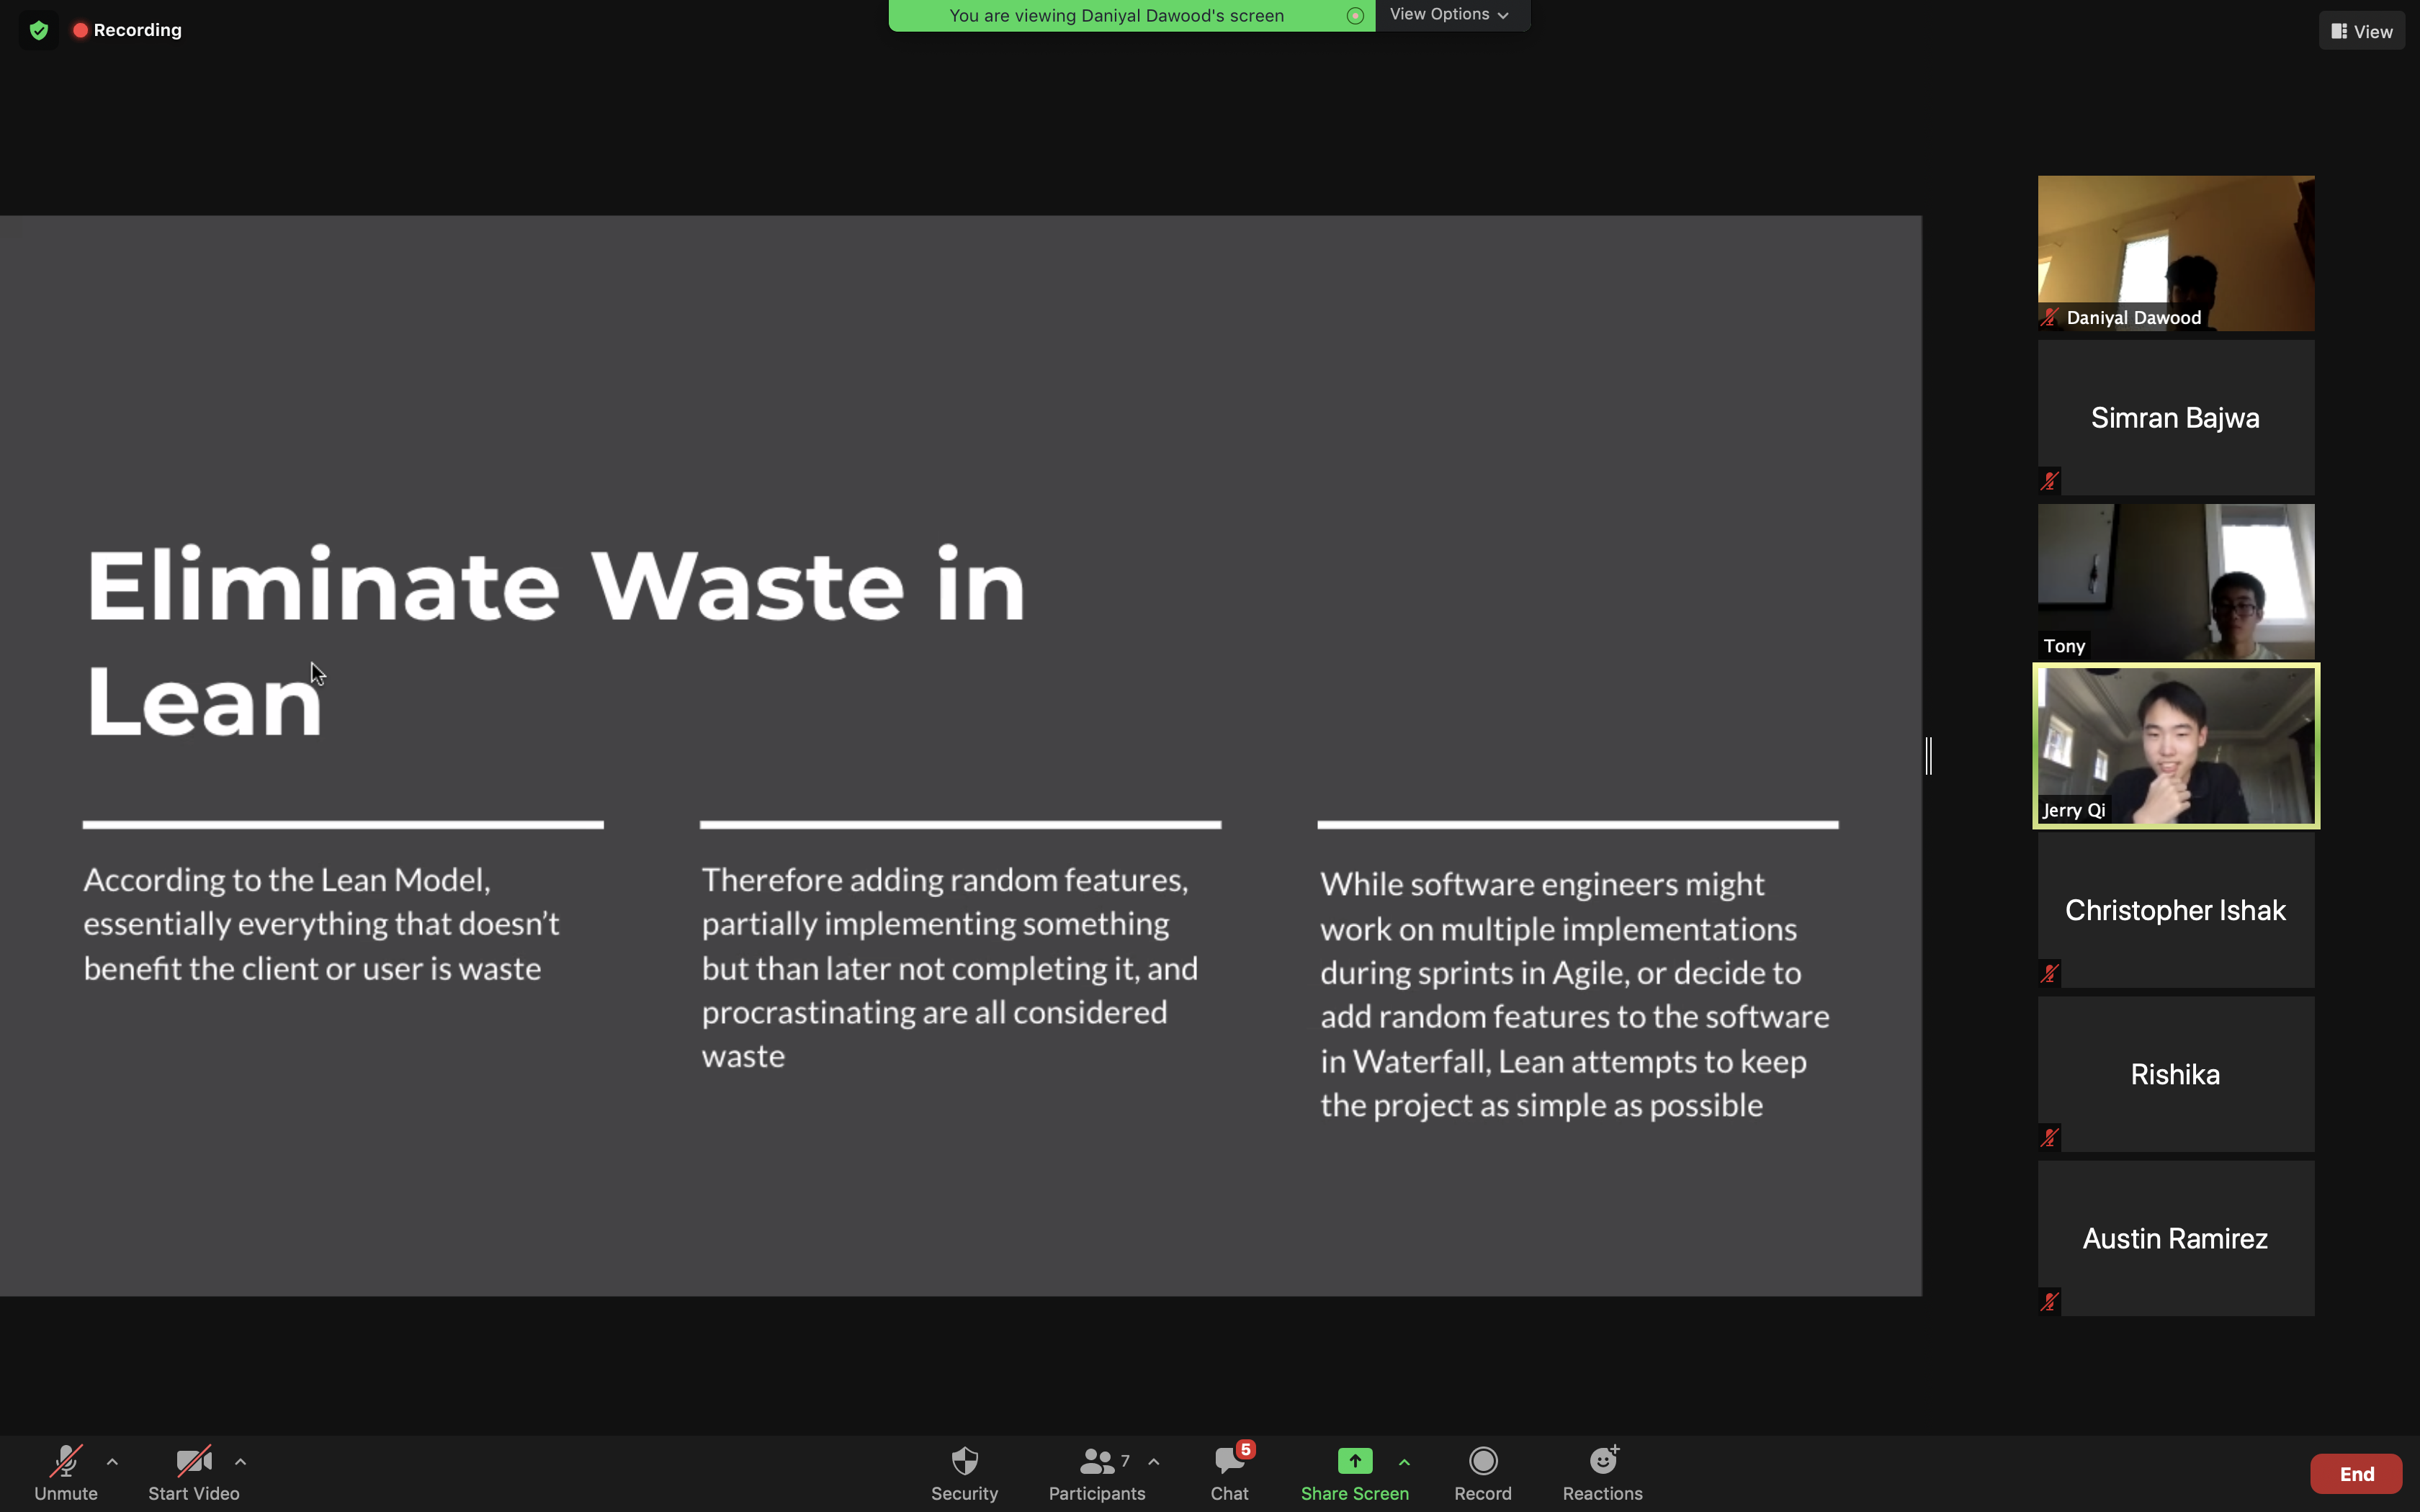 Recording
You are viewing Daniyal Dawood's screen
View Options
View
Eliminate Waste in
Lean
According to the Lean Model,
essentially everything that doesn't
benefit the client or user is waste
Therefore adding random features,
partially implementing something
but than later not completing it, and
procrastinating are all considered
waste
While software engineers might
work on multiple implementations
during sprints in Agile, or decide to
add random features to the software
in Waterfall, Lean attempts to keep
the project as simple as possible
Daniyal Dawood
Simran Bajwa
Tony
Jerry Qi
Christopher Ishak
Rishika
Austin Ramirez
Unmute
Start Video
Security
7
Participants
5
Chat
Share Screen
Record
Reactions
End